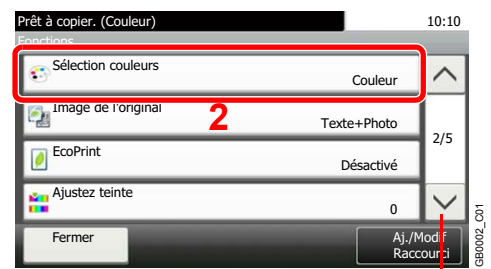 Prêt à copier. (Couleur) 10:10
Fonctions
Sélection couleurs
Couleur
Image de l'original
2
Texte+Photo
2/5
EcoPrint
Désactivé
Ajustez teinte
0
Fermer
Aj./Modif
Raccourci
GB0002_C01